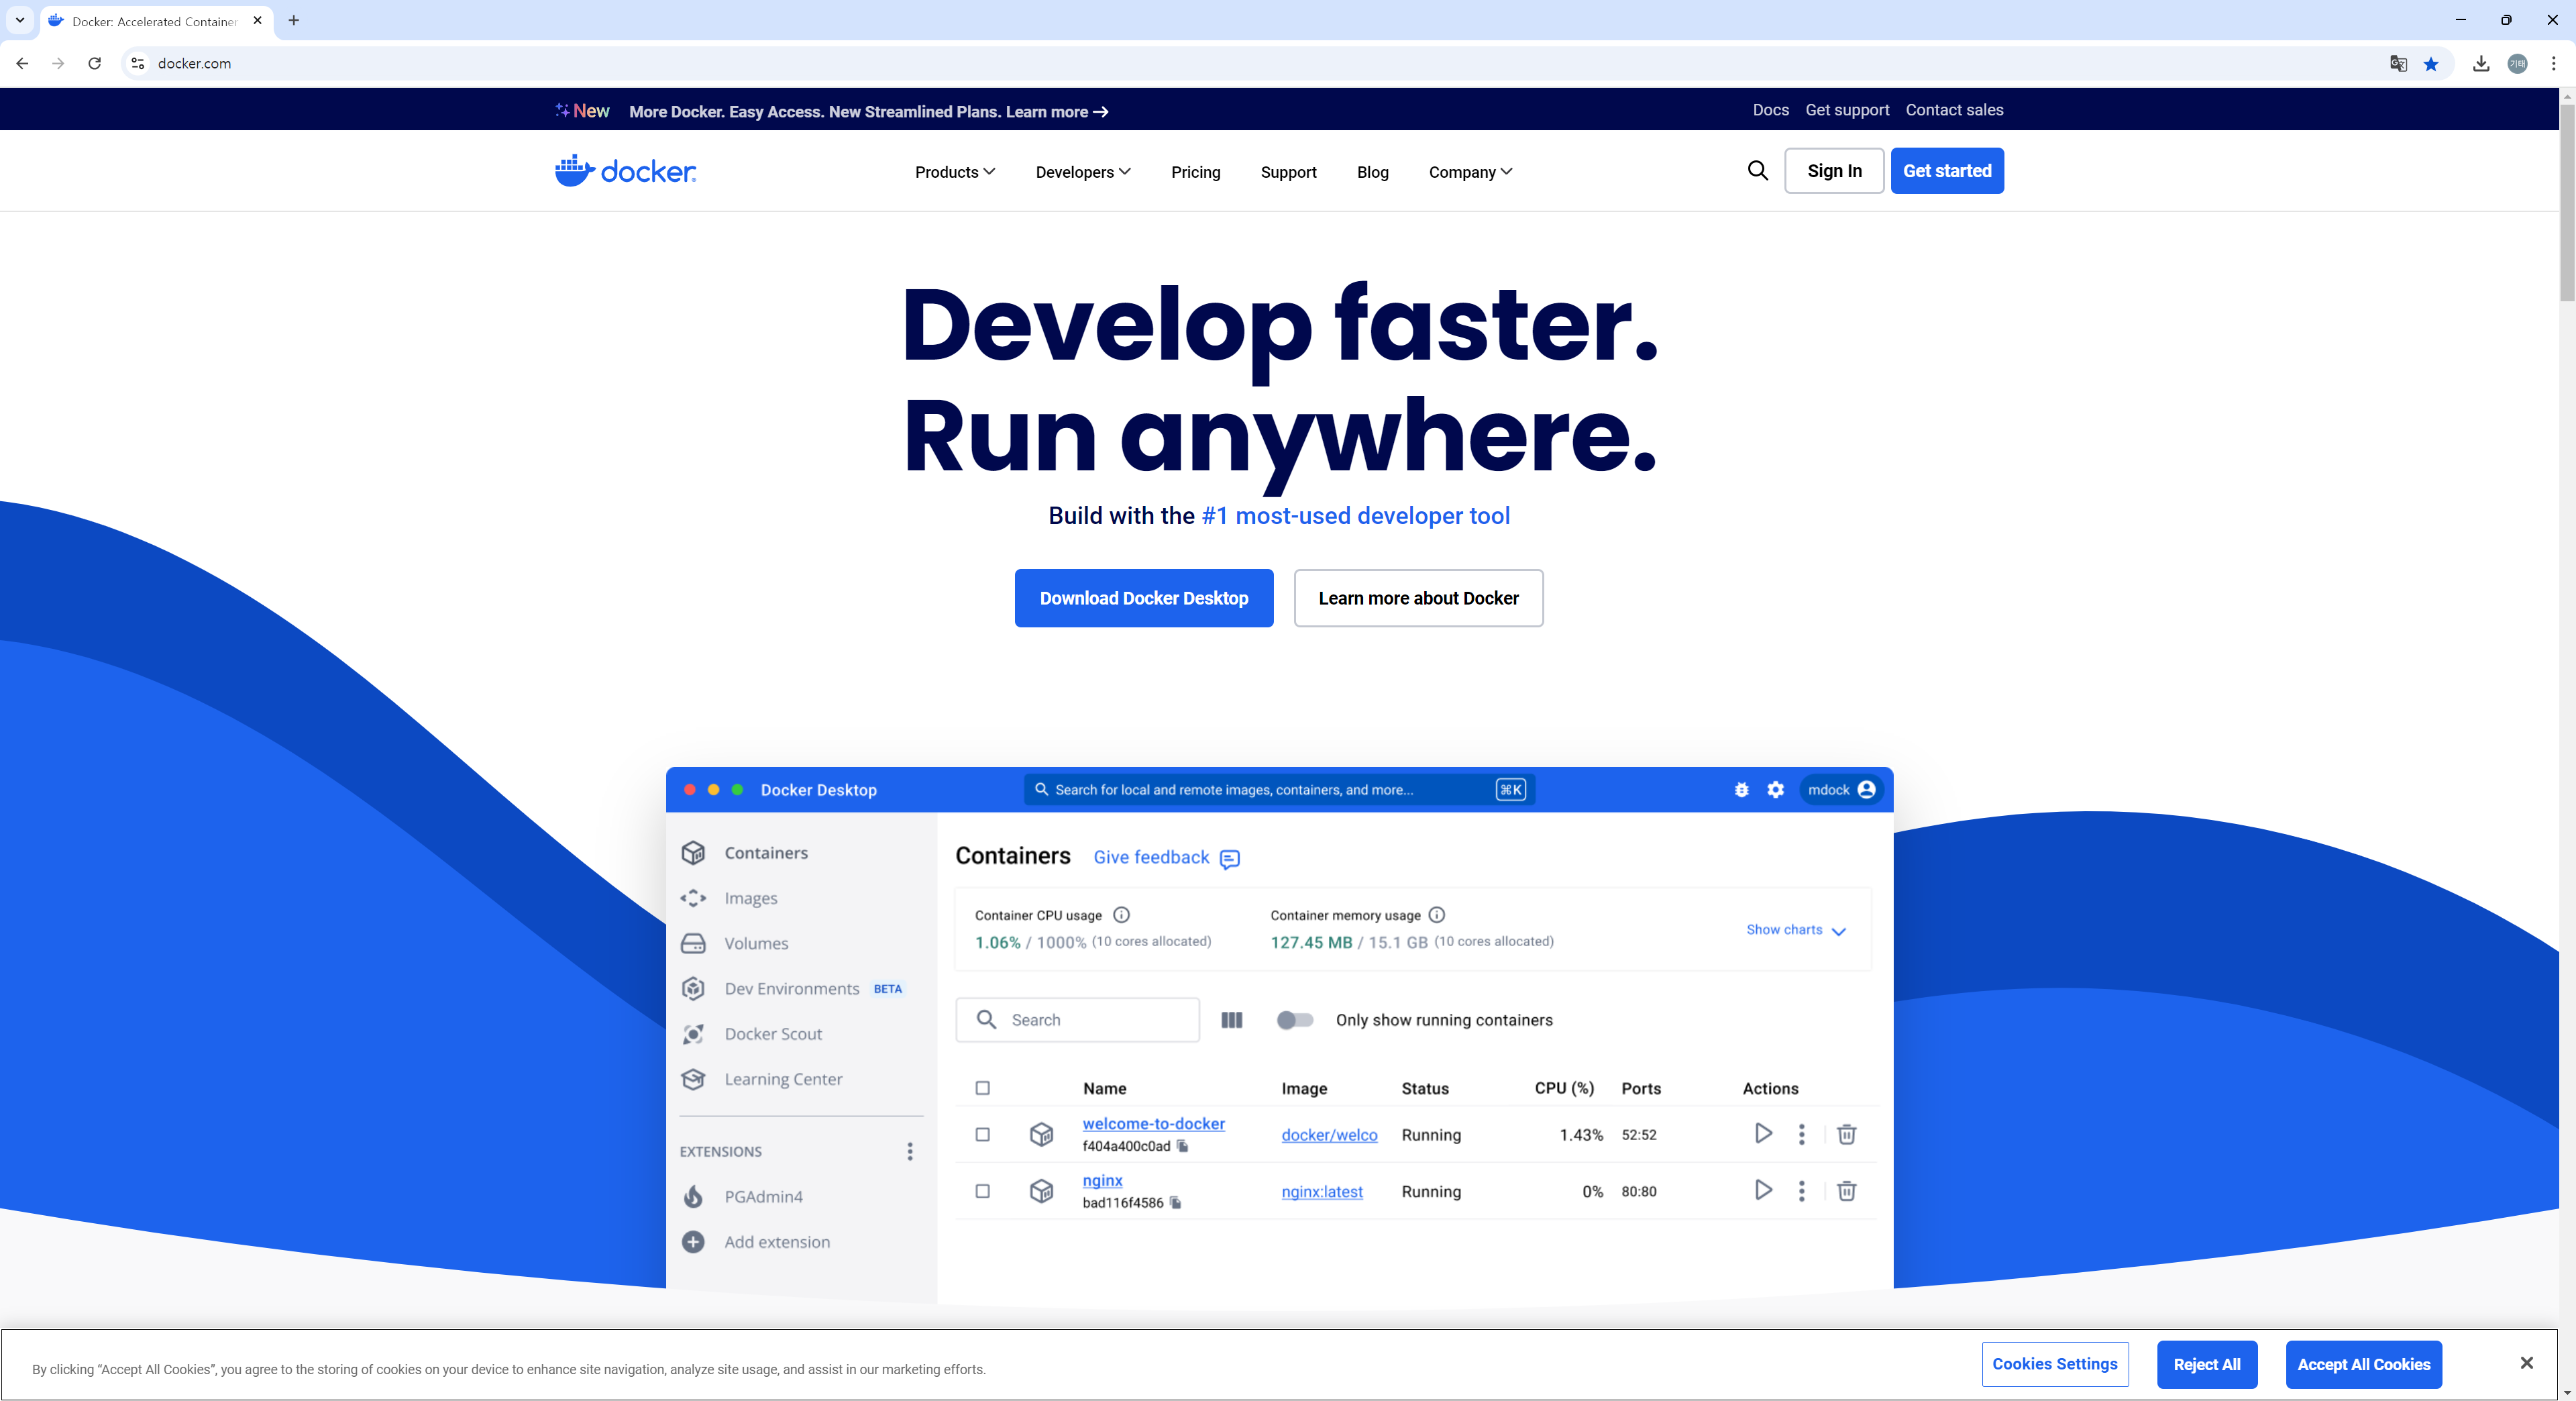 Docker: Accelerated Container
docker.com
기태
New More Docker. Easy Access. New Streamlined Plans. Learn more →
Docs Get support Contact sales
docker
Products Developers Pricing Support Blog Company
Sign In Get started
Develop faster.
Run anywhere.
Build with the #1 most-used developer tool
Download Docker Desktop Learn more about Docker
Docker Desktop Search for local and remote images, containers, and more... ⌘K mdock
Containers
Images
Volumes
Dev Environments BETA
Docker Scout
Learning Center
EXTENSIONS
PGAdmin4
Add extension
Containers Give feedback
Container CPU usage Container memory usage
1.06% / 1000% (10 cores allocated) 127.45 MB / 15.1 GB (10 cores allocated)
Show charts
Search Only show running containers
Name Image Status CPU (%) Ports Actions
welcome-to-docker docker/welco Running 1.43% 52:52
f404a400c0ad
nginx nginx:latest Running 0% 80:80
bad116f4586
By clicking “Accept All Cookies”, you agree to the storing of cookies on your device to enhance site navigation, analyze site usage, and assist in our marketing efforts.
Cookies Settings Reject All Accept All Cookies